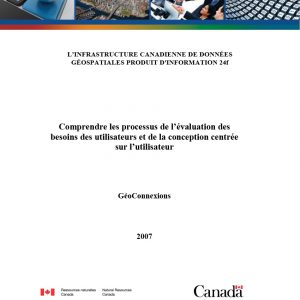 L'INFRASTRUCTURE CANADIENNE DE DONNÉES
GÉOSPATIALES PRODUIT D'INFORMATION 24f
Comprendre les processus de l'évaluation des
besoins des utilisateurs et de la conception centrée
sur l'utilisateur
GéoConnexions
2007
Ressources naturelles
Canada
Natural Resources
Canada
Canada